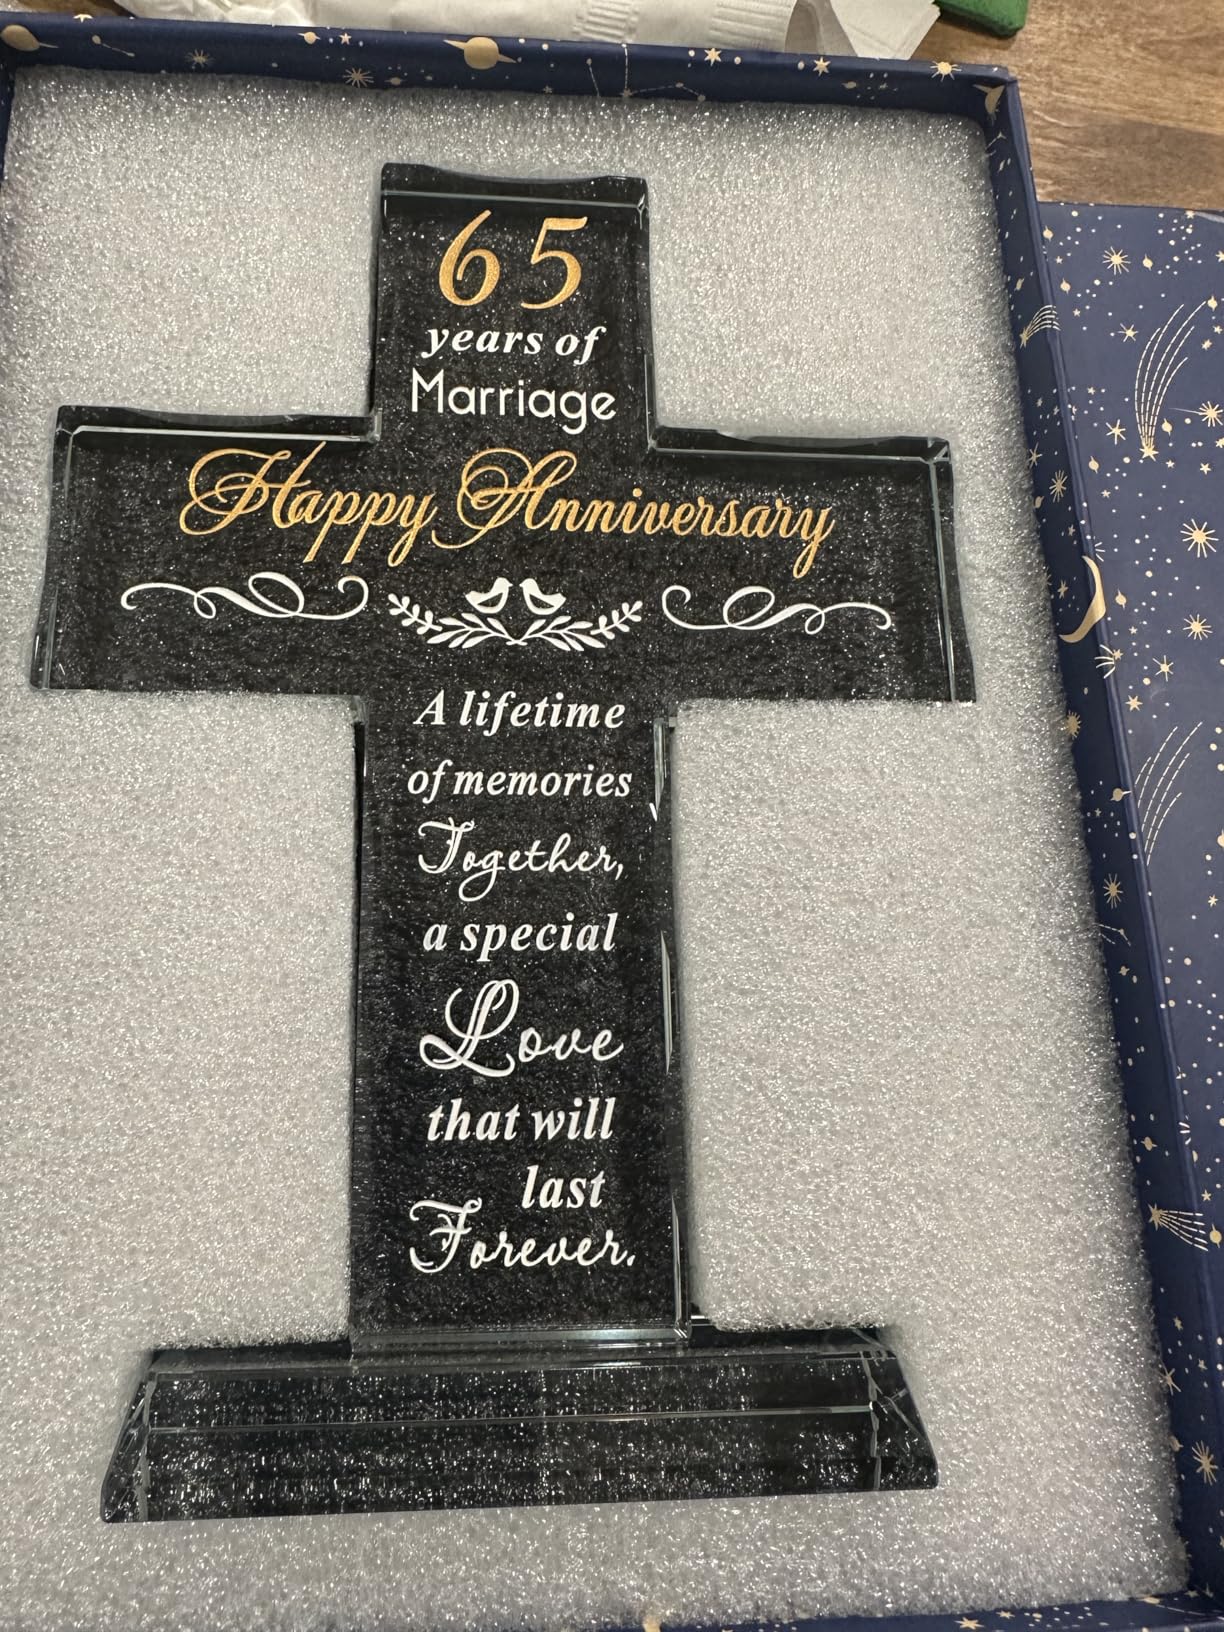 65
years of
Marriage
Happy Anniversary
A lifetime
of memories
Together,
a special
Love
that will
last
Forever.